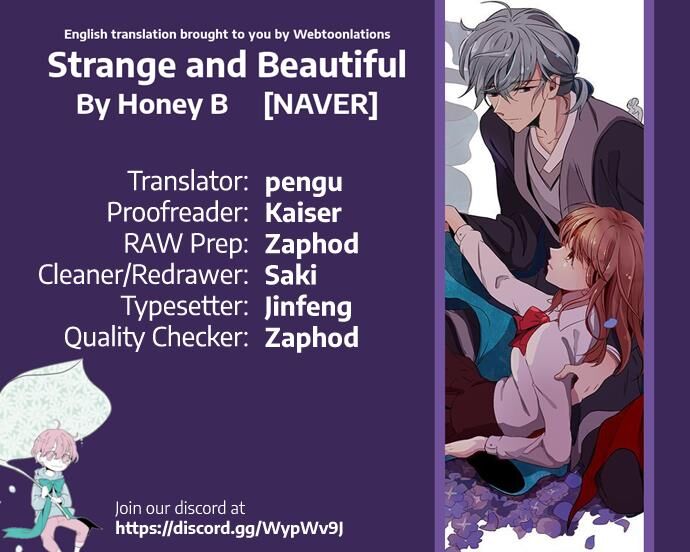 English translation brought to you by Webtoonlations
Strange and Beautiful
By Honey B [NAVER]
Translator: pengu
Proofreader: Kaiser
RAW Prep: Zaphod
Cleaner/Redrawer: Saki
Typesetter: Jinfeng
Quality Checker: Zaphod
Join our discord at
https://discord.gg/WypWv9J